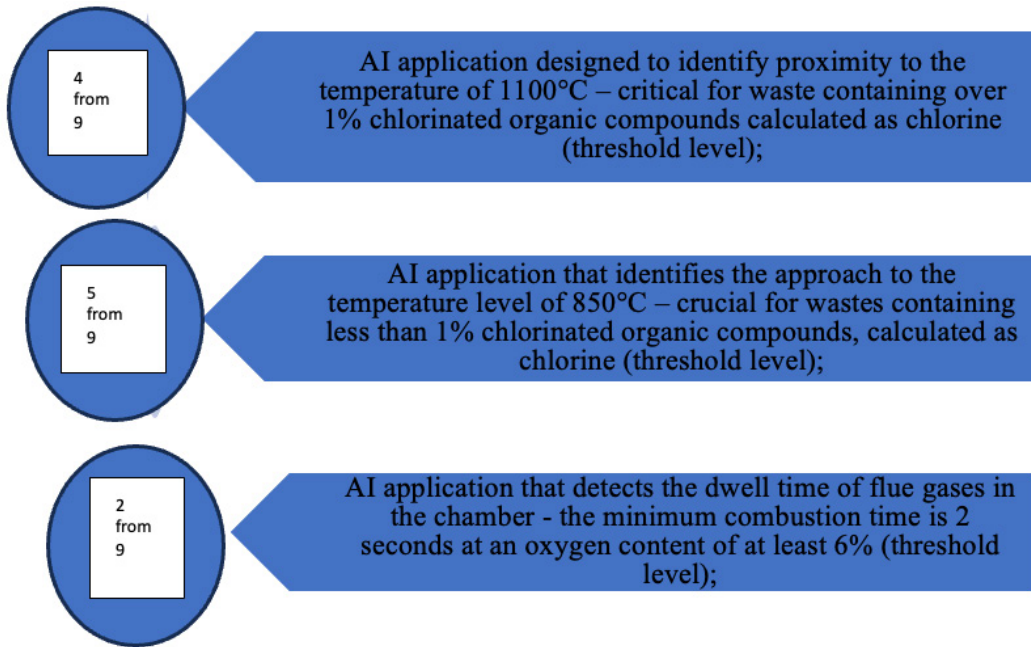 4
from
9
AI application designed to identify proximity to the
temperature of 1100°C – critical for waste containing over
1% chlorinated organic compounds calculated as chlorine
(threshold level);
5
from
9
AI application that identifies the approach to the
temperature level of 850°C – crucial for wastes containing
less than 1% chlorinated organic compounds, calculated as
chlorine (threshold level);
2
from
9
AI application that detects the dwell time of flue gases in
the chamber - the minimum combustion time is 2
seconds at an oxygen content of at least 6% (threshold
level);